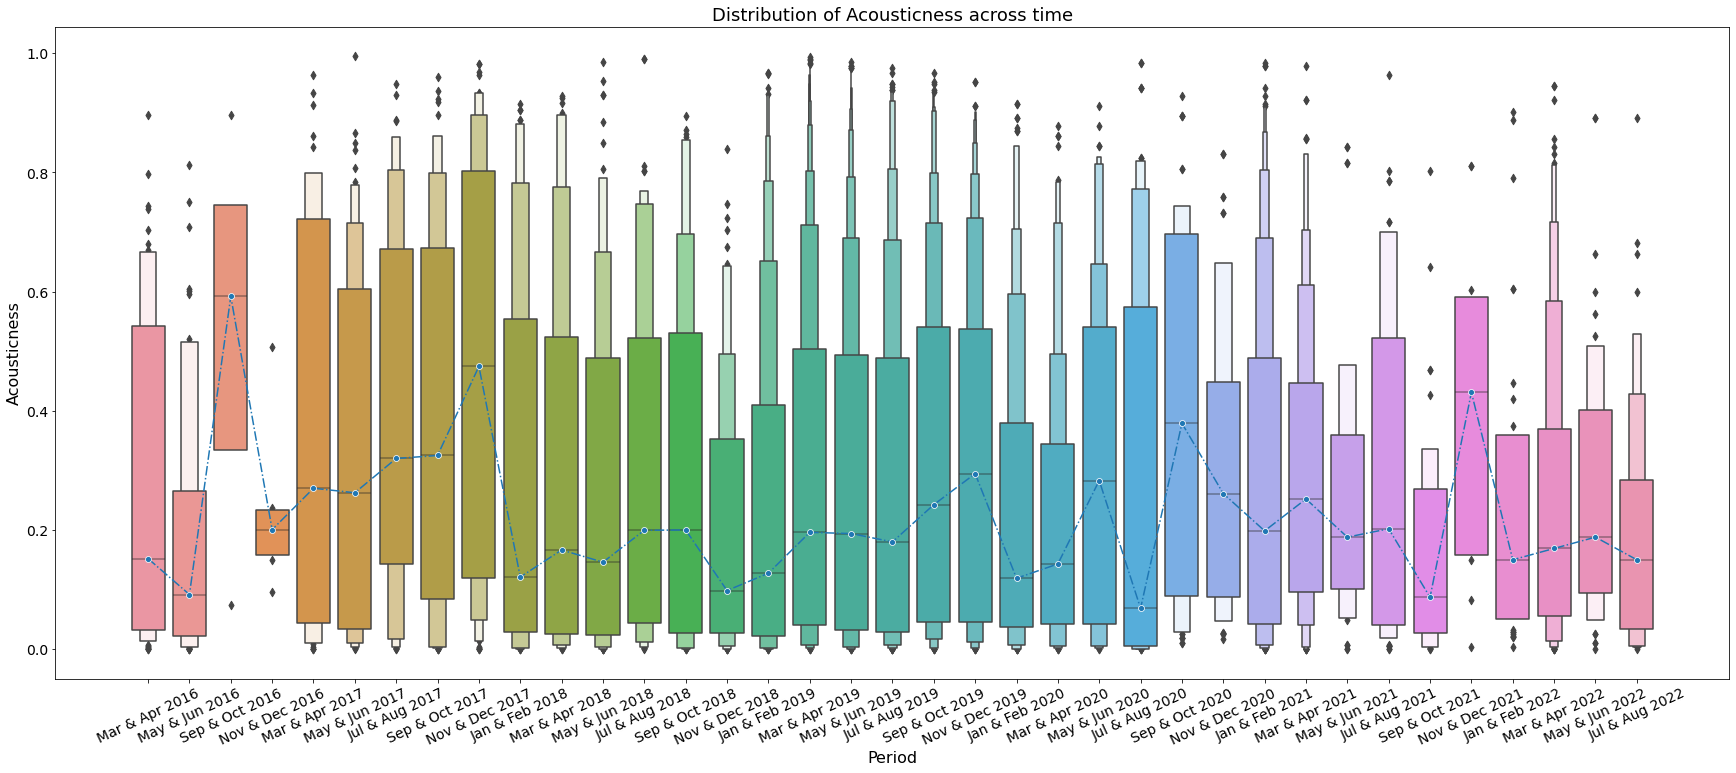 Distribution of Acousticness across time
Acousticness
1.0
0.8
0.6
0.4
0.2
0.0
Mar & Apr 2016
May & Jun 2016
Sep & Oct 2016
Nov & Dec 2016
Mar & Apr 2017
May & Jun 2017
Jul & Aug 2017
Sep & Oct 2017
Nov & Dec 2017
Jan & Feb 2018
Mar & Apr 2018
May & Jun 2018
Jul & Aug 2018
Sep & Oct 2018
Nov & Dec 2018
Jan & Feb 2019
Mar & Apr 2019
May & Jun 2019
Jul & Aug 2019
Sep & Oct 2019
Nov & Dec 2019
Jan & Feb 2020
Mar & Apr 2020
May & Jun 2020
Jul & Aug 2020
Sep & Oct 2020
Nov & Dec 2020
Jan & Feb 2021
Mar & Apr 2021
May & Jun 2021
Jul & Aug 2021
Sep & Oct 2021
Nov & Dec 2021
Jan & Feb 2022
Mar & Apr 2022
May & Jun 2022
Jul & Aug 2022
Period